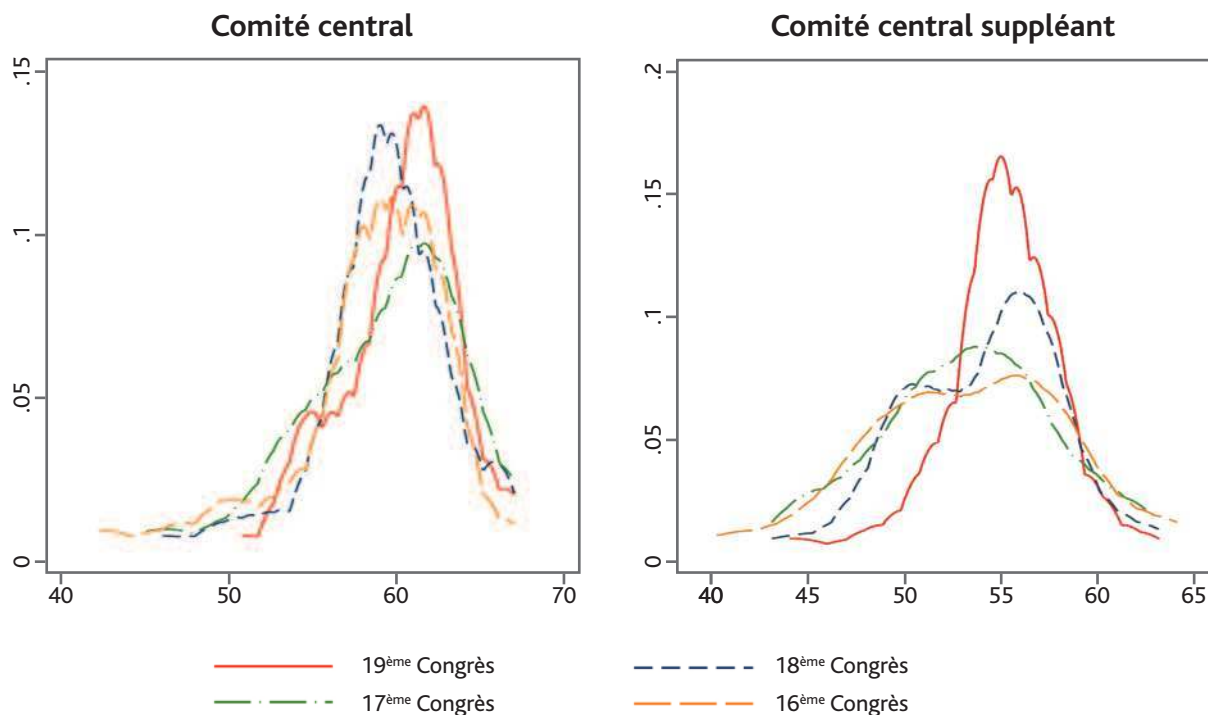 Comité central
.15
.1
.05
0
40 50 60 70
Comité central suppléant
.2
.15
.1
.05
0
40 45 50 55 60 65
19ème Congrès
18ème Congrès
17ème Congrès
16ème Congrès